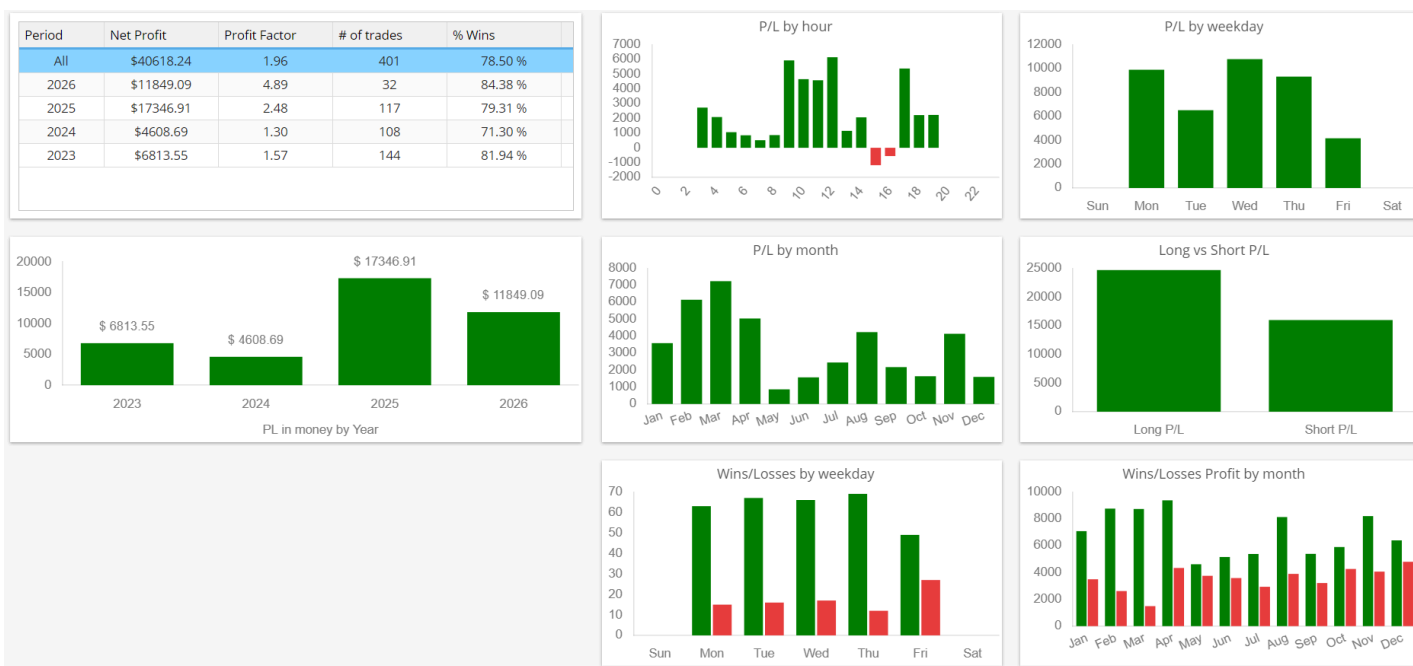 Period Net Profit Profit Factor # of trades % Wins
All $40618.24 1.96 401 78.50 %
2026 $11849.09 4.89 32 84.38 %
2025 $17346.91 2.48 117 79.31 %
2024 $4608.69 1.30 108 71.30 %
2023 $6813.55 1.57 144 81.94 %
P/L by hour
7000
6000
5000
4000
3000
2000
1000
0
-1000
-2000
0 2 4 6 8 10 12 14 16 18 20 22
P/L by weekday
12000
10000
8000
6000
4000
2000
0
Sun Mon Tue Wed Thu Fri Sat
20000
15000
10000
5000
0
$ 6813.55
$ 4608.69
$ 17346.91
$ 11849.09
2023 2024 2025 2026
PL in money by Year
P/L by month
8000
7000
6000
5000
4000
3000
2000
1000
0
Jan Feb Mar Apr May Jun Jul Aug Sep Oct Nov Dec
Long vs Short P/L
25000
20000
15000
10000
5000
0
Long P/L Short P/L
Wins/Losses by weekday
70
60
50
40
30
20
10
0
Sun Mon Tue Wed Thu Fri Sat
Wins/Losses Profit by month
10000
8000
6000
4000
2000
0
Jan Feb Mar Apr May Jun Jul Aug Sep Oct Nov Dec